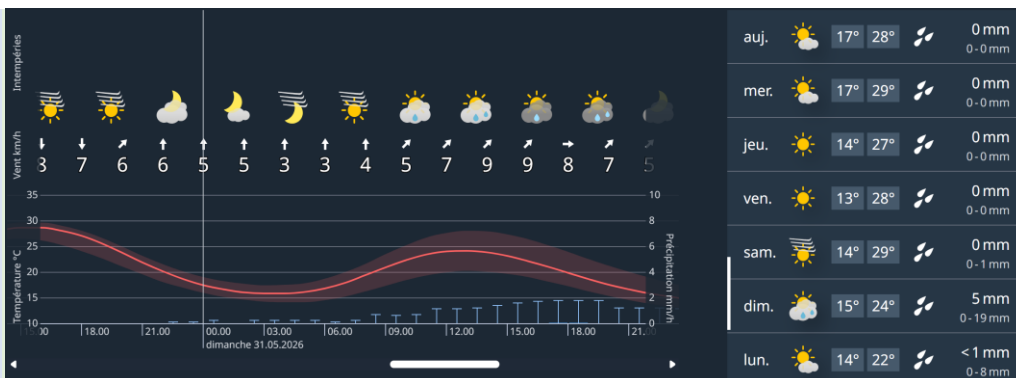 Intempéries
Vent km/h
8 7 6 6 5 5 3 3 4 5 7 9 9 8 7 5
Température °C
35
30
25
20
15
10
10
8
6
4
2
0
Précipitation mm/h
15.00 18.00 21.00 00.00 03.00 06.00 09.00 12.00 15.00 18.00 21.00
dimanche 31.05.2026
auj. 17° 28° 0 mm
0-0 mm
mer. 17° 29° 0 mm
0-0 mm
jeu. 14° 27° 0 mm
0-0 mm
ven. 13° 28° 0 mm
0-0 mm
sam. 14° 29° 0 mm
0-1 mm
dim. 15° 24° 5 mm
0-19 mm
lun. 14° 22° <1 mm
0-8 mm